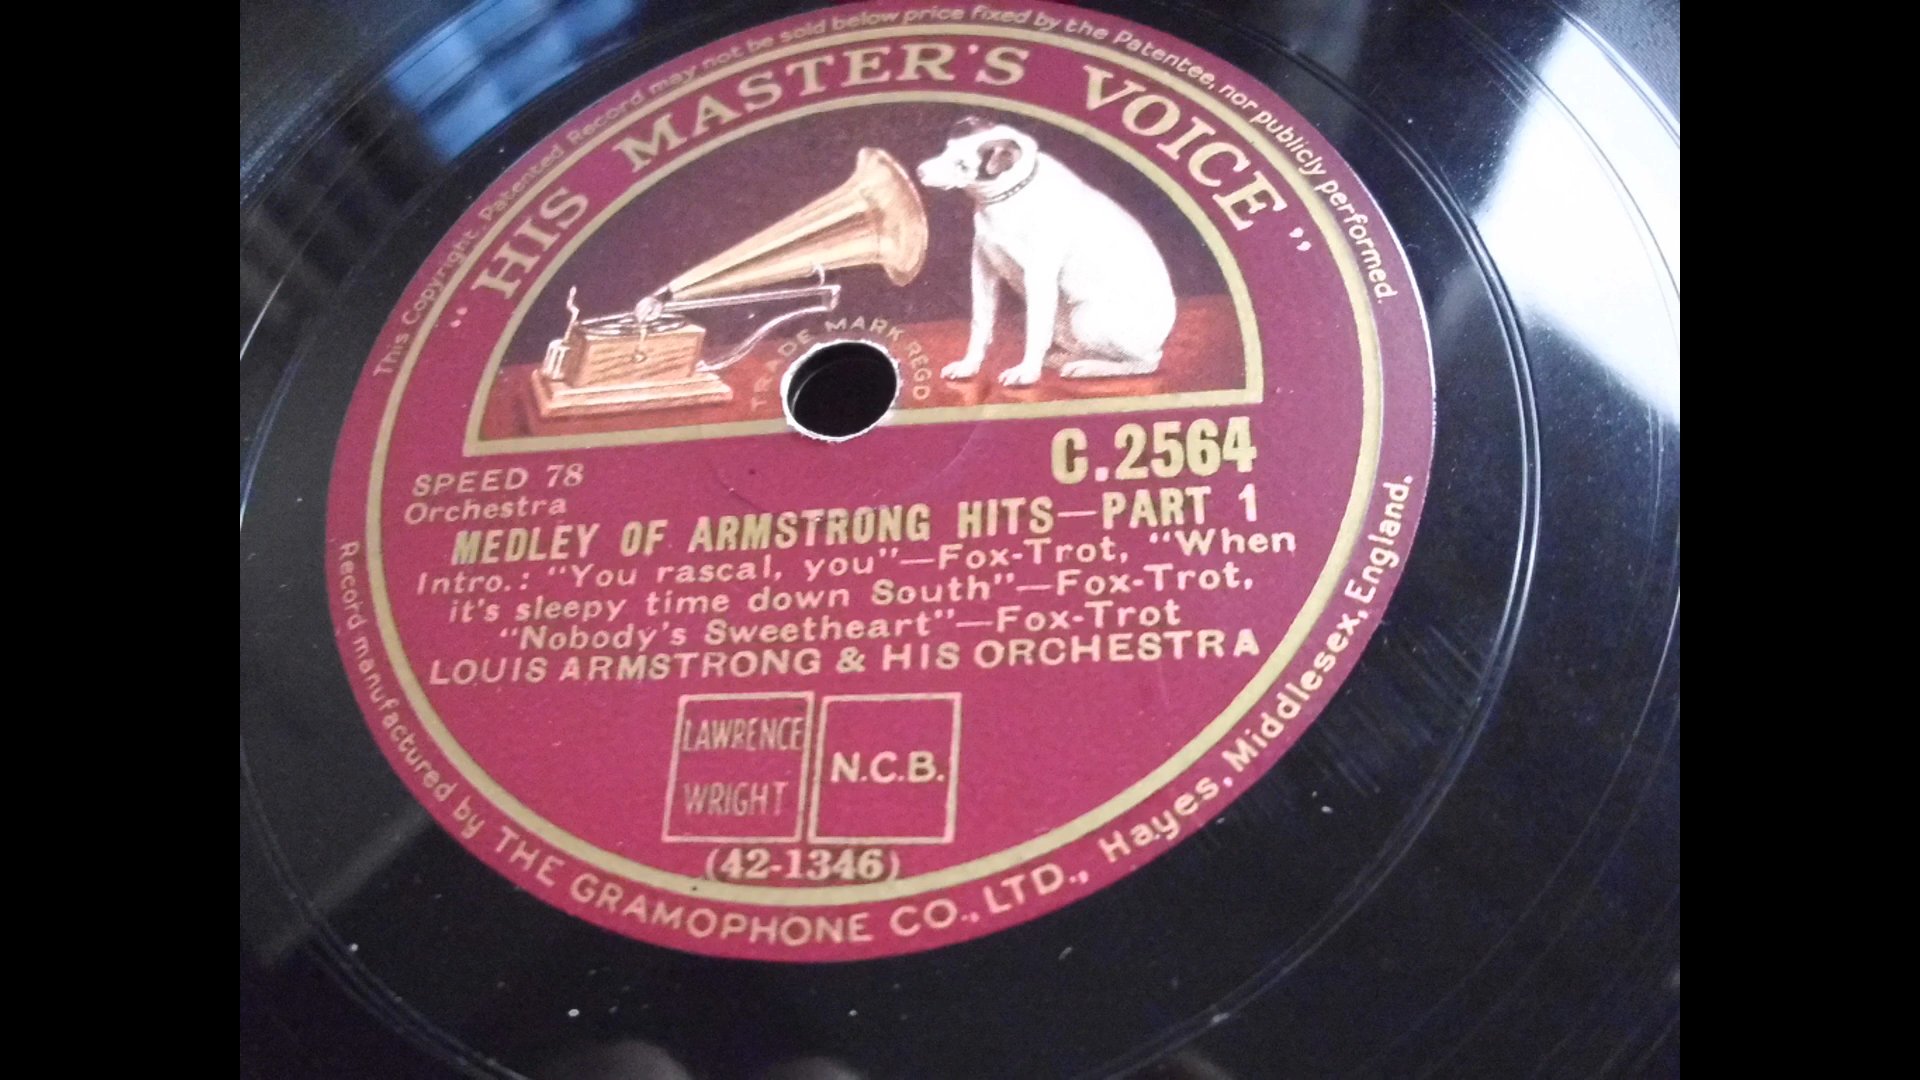 This Copyright, Patented Record may not be sold below price fixed by the Patentee, nor publicly performed.
"HIS MASTER'S VOICE"
TRADE MARK REGD
C.2564
SPEED 78
Orchestra
MEDLEY OF ARMSTRONG HITS—PART 1
Intro.: "You rascal, you"—Fox-Trot, "When
it's sleepy time down South"—Fox-Trot,
"Nobody's Sweetheart"—Fox-Trot
LOUIS ARMSTRONG & HIS ORCHESTRA
LAWRENCE
WRIGHT
N.C.B.
(42-1346)
Record manufactured by THE GRAMOPHONE CO., LTD., Hayes, Middlesex, England.